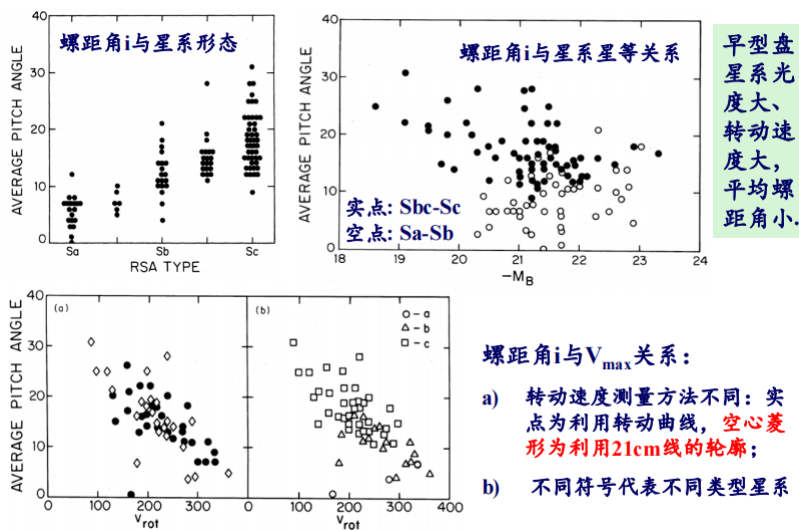 螺距角i与星系形态
AVERAGE PITCH ANGLE
40
30
20
10
0
Sa
Sb
Sc
RSA TYPE
螺距角i与星系星等关系
AVERAGE PITCH ANGLE
40
30
20
10
0
实点: Sbc-Sc
空点: Sa-Sb
18
19
20
21
22
23
24
-M_B
早型盘
星系光
度大、
转动速
度大，
平均螺
距角小.
AVERAGE PITCH ANGLE
40
30
20
10
0
(a)
0
100
200
300
V_rot
(b)
○-a
△-b
□-c
0
100
200
300
400
V_rot
螺距角i与V_max关系：
a) 转动速度测量方法不同：实
点为利用转动曲线，空心菱
形为利用21cm线的轮廓；
b) 不同符号代表不同类型星系